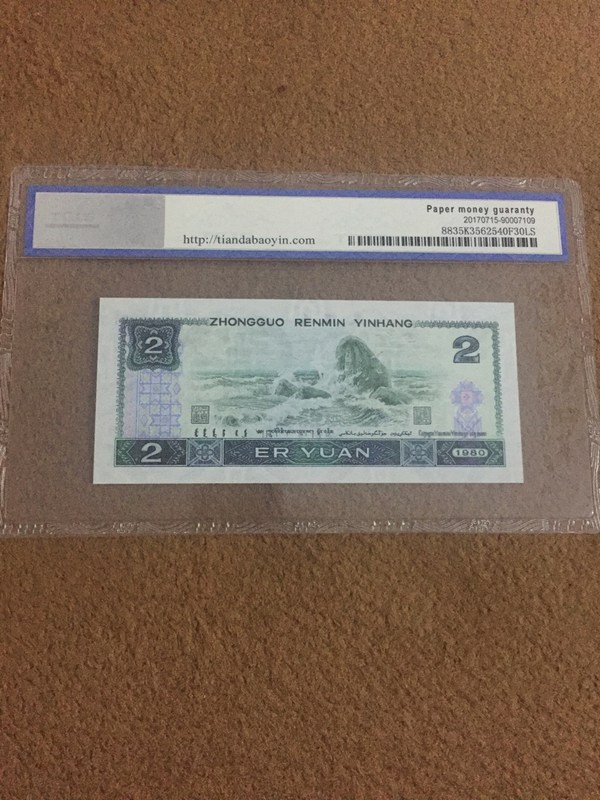 Paper money guaranty
20170715-90007109
http://tiandabaoyin.com
8835K3562540F30LS
ZHONGGUO RENMIN YINHANG
2
2
2
ER YUAN
1980